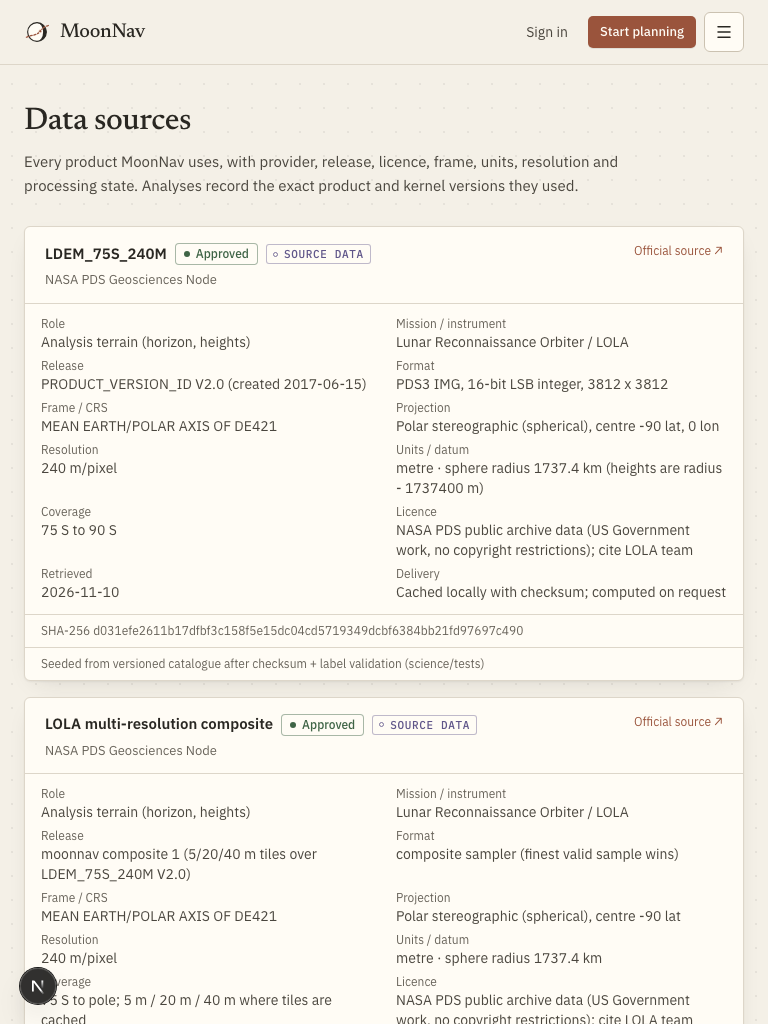 MoonNav
Sign in
Start planning
Data sources
Every product MoonNav uses, with provider, release, licence, frame, units, resolution and
processing state. Analyses record the exact product and kernel versions they used.
LDEM_75S_240M
Approved
SOURCE DATA
Official source ↗
NASA PDS Geosciences Node
Role
Analysis terrain (horizon, heights)
Mission / instrument
Lunar Reconnaissance Orbiter / LOLA
Release
PRODUCT_VERSION_ID V2.0 (created 2017-06-15)
Format
PDS3 IMG, 16-bit LSB integer, 3812 x 3812
Frame / CRS
MEAN EARTH/POLAR AXIS OF DE421
Projection
Polar stereographic (spherical), centre -90 lat, 0 lon
Resolution
240 m/pixel
Units / datum
metre · sphere radius 1737.4 km (heights are radius
- 1737400 m)
Coverage
75 S to 90 S
Licence
NASA PDS public archive data (US Government
work, no copyright restrictions); cite LOLA team
Retrieved
2026-11-10
Delivery
Cached locally with checksum; computed on request
SHA-256 d031efe2611b17dfbf3c158f5e15dc04cd5719349dcbf6384bb21fd97697c490
Seeded from versioned catalogue after checksum + label validation (science/tests)
LOLA multi-resolution composite
Approved
SOURCE DATA
Official source ↗
NASA PDS Geosciences Node
Role
Analysis terrain (horizon, heights)
Mission / instrument
Lunar Reconnaissance Orbiter / LOLA
Release
moonnav composite 1 (5/20/40 m tiles over
LDEM_75S_240M V2.0)
Format
composite sampler (finest valid sample wins)
Frame / CRS
MEAN EARTH/POLAR AXIS OF DE421
Projection
Polar stereographic (spherical), centre -90 lat
Resolution
240 m/pixel
Units / datum
metre · sphere radius 1737.4 km
verage
5 S to pole; 5 m / 20 m / 40 m where tiles are
cached
Licence
NASA PDS public archive data (US Government
work, no copyright restrictions); cite LOLA team
N